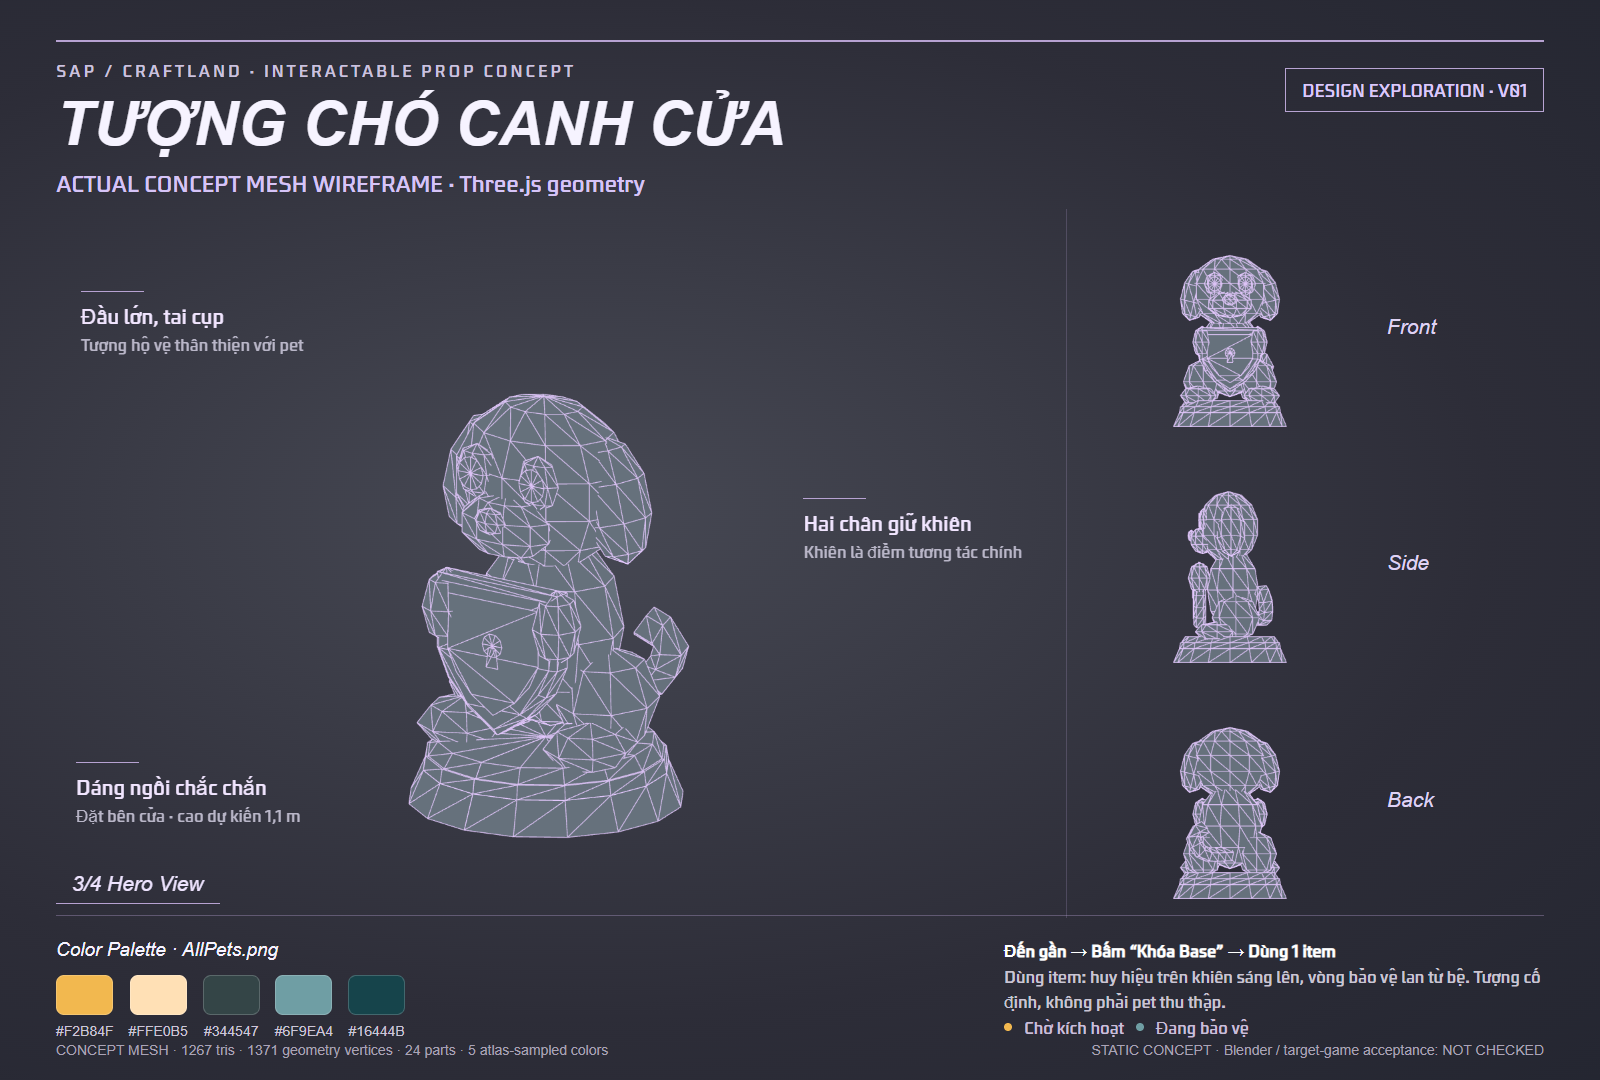 SAP / CRAFTLAND · INTERACTABLE PROP CONCEPT
DESIGN EXPLORATION · V01
TƯỢNG CHÓ CANH CỬA
ACTUAL CONCEPT MESH WIREFRAME · Three.js geometry
Đầu lớn, tai cụp
Tượng hộ vệ thân thiện với pet
Hai chân giữ khiên
Khiên là điểm tương tác chính
Dáng ngồi chắc chắn
Đặt bên cửa · cao dự kiến 1,1 m
3/4 Hero View
Front
Side
Back
Color Palette · AllPets.png
#F2B84F #FFE0B5 #344547 #6F9EA4 #16444B
CONCEPT MESH · 1267 tris · 1371 geometry vertices · 24 parts · 5 atlas-sampled colors
Đến gần → Bấm “Khóa Base” → Dùng 1 item
Dùng item: huy hiệu trên khiên sáng lên, vòng bảo vệ lan từ bệ. Tượng cố
định, không phải pet thu thập.
Chờ kích hoạt Đang bảo vệ
STATIC CONCEPT · Blender / target-game acceptance: NOT CHECKED